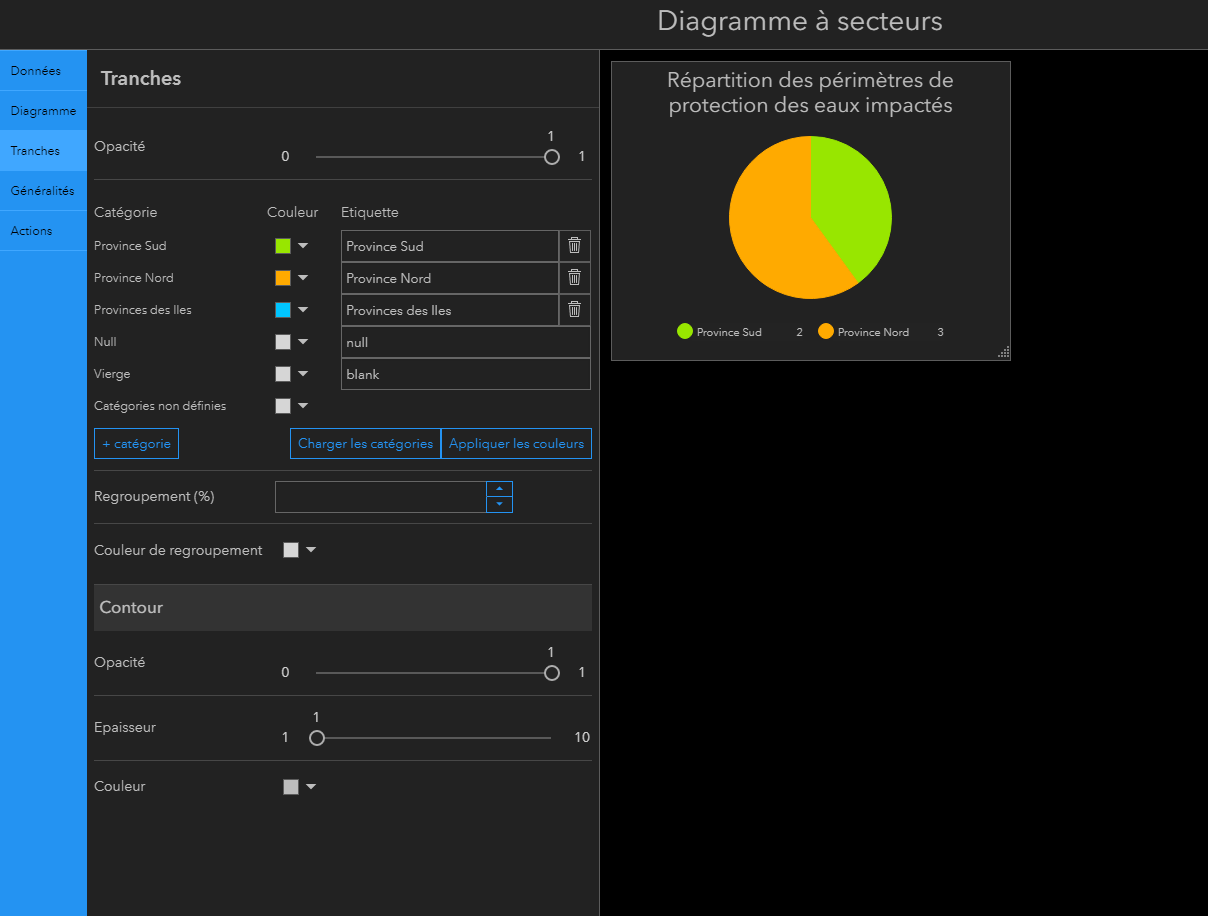 Diagramme à secteurs
Données
Diagramme
Tranches
Généralités
Actions
Tranches
Opacité
1
0 1
Catégorie Couleur Etiquette
Province Sud Province Sud
Province Nord Province Nord
Provinces des Iles Provinces des Iles
Null null
Vierge blank
Catégories non définies
+ catégorie Charger les catégories Appliquer les couleurs
Regroupement (%)
Couleur de regroupement
Contour
Opacité
1
0 1
Epaisseur
1
1 10
Couleur
Répartition des périmètres de
protection des eaux impactés
Province Sud 2 Province Nord 3